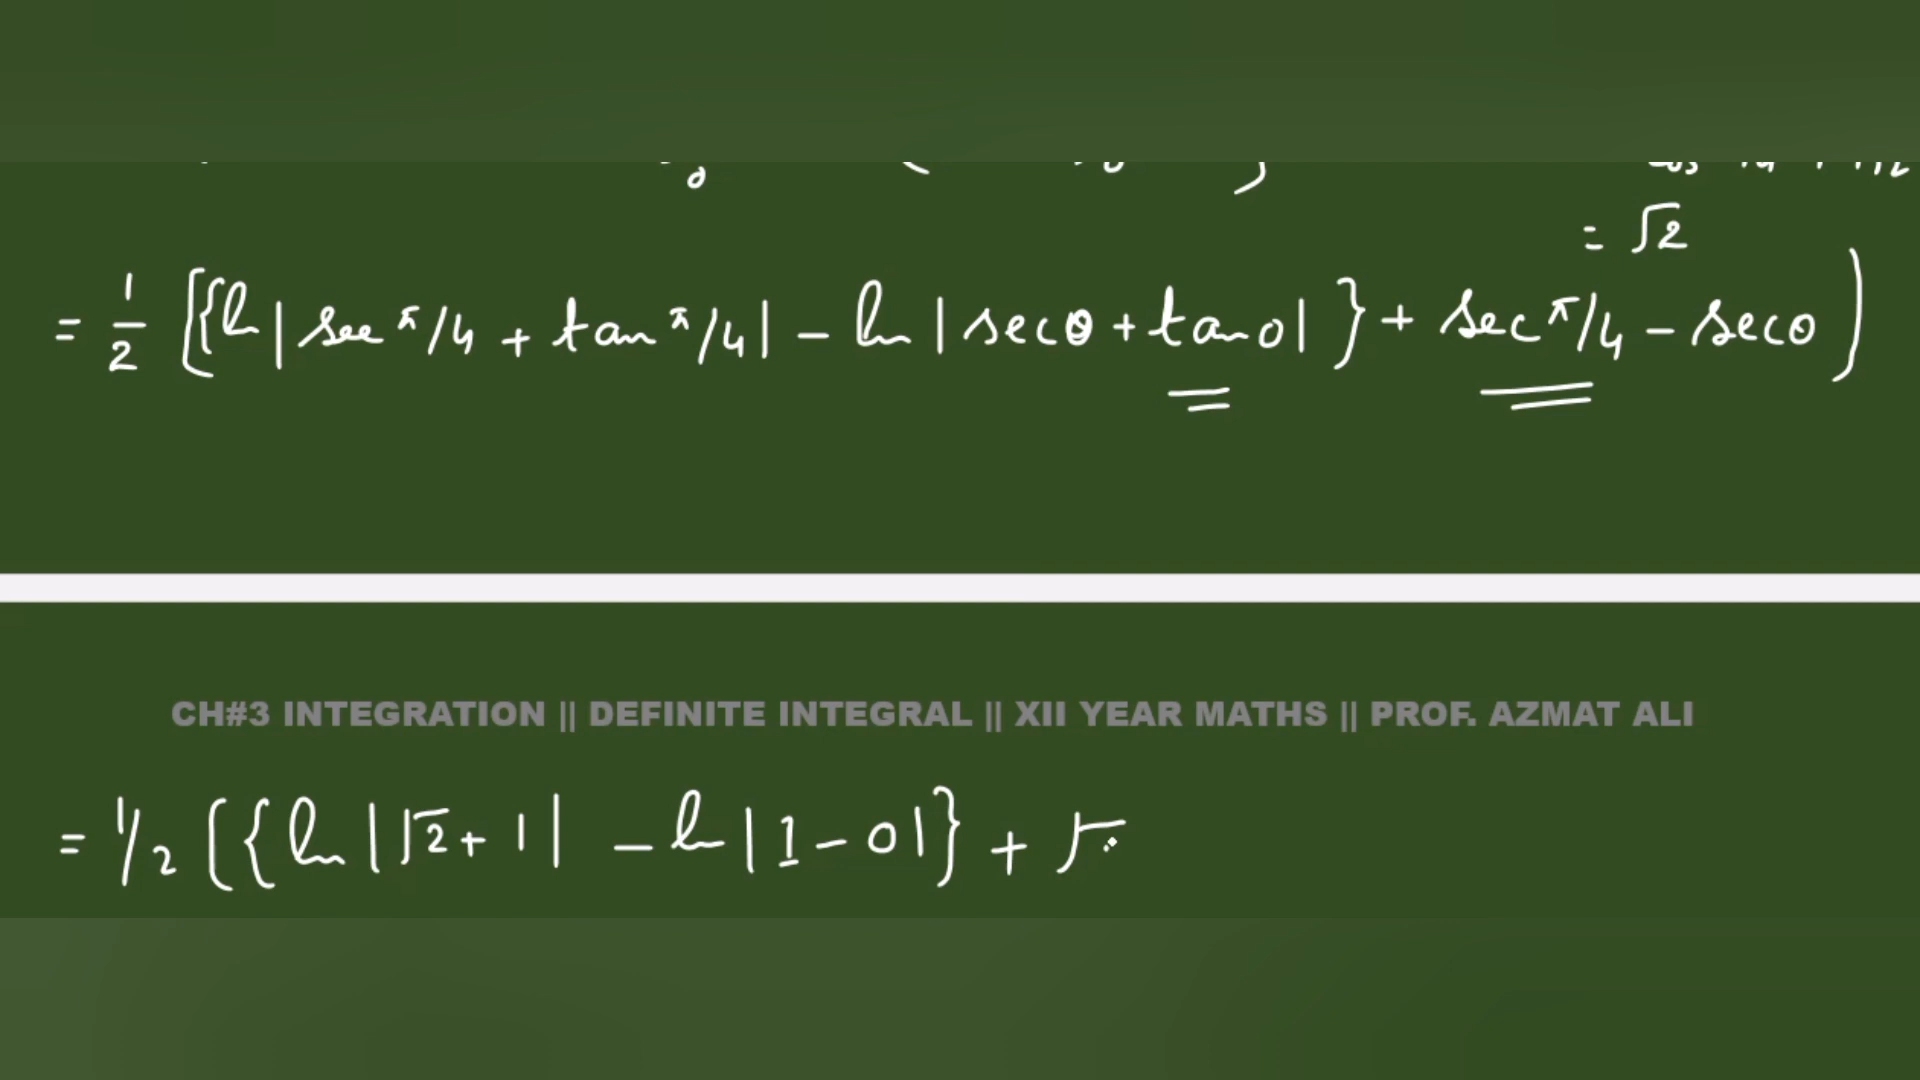 = √2
= 1/2 [{ln|sec π/4 + tan π/4| - ln|sec0 + tan0|} + sec π/4 - sec0]
CH#3 INTEGRATION || DEFINITE INTEGRAL || XII YEAR MATHS || PROF. AZMAT ALI
= 1/2 [{ln|√2 + 1| - ln|1 - 0|} + √